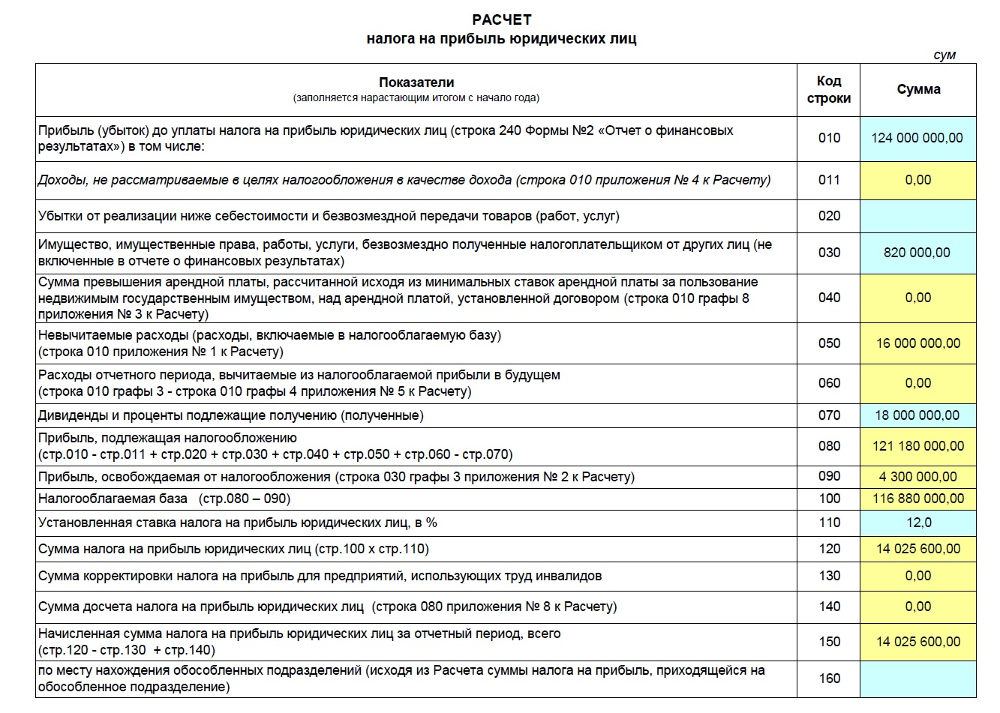 РАСЧЕТ
налога на прибыль юридических лиц
сум
Показатели
(заполняется нарастающим итогом с начало года)
Код
строки
Сумма
Прибыль (убыток) до уплаты налога на прибыль юридических лиц (строка 240 Формы №2 «Отчет о финансовых
результатах») в том числе:
010
124 000 000,00
Доходы, не рассматриваемые в целях налогообложения в качестве дохода (строка 010 приложения № 4 к Расчету)
011
0,00
Убытки от реализации ниже себестоимости и безвозмездной передачи товаров (работ, услуг)
020
Имущество, имущественные права, работы, услуги, безвозмездно полученные налогоплательщиком от других лиц (не
включенные в отчете о финансовых результатах)
030
820 000,00
Сумма превышения арендной платы, рассчитанной исходя из минимальных ставок арендной платы за пользование
недвижимым государственным имуществом, над арендной платой, установленной договором (строка 010 графы 8
приложения № 3 к Расчету)
040
0,00
Невычитаемые расходы (расходы, включаемые в налогооблагаемую базу)
(строка 010 приложения № 1 к Расчету)
050
16 000 000,00
Расходы отчетного периода, вычитаемые из налогооблагаемой прибыли в будущем
(строка 010 графы 3 - строка 010 графы 4 приложения № 5 к Расчету)
060
0,00
Дивиденды и проценты подлежащие получению (полученные)
070
18 000 000,00
Прибыль, подлежащая налогообложению
(стр.010 - стр.011 + стр.020 + стр.030 + стр.040 + стр.050 + стр.060 - стр.070)
080
121 180 000,00
Прибыль, освобождаемая от налогообложения (строка 030 графы 3 приложения № 2 к Расчету)
090
4 300 000,00
Налогооблагаемая база (стр.080 – 090)
100
116 880 000,00
Установленная ставка налога на прибыль юридических лиц, в %
110
12,0
Сумма налога на прибыль юридических лиц (стр.100 х стр.110)
120
14 025 600,00
Сумма корректировки налога на прибыль для предприятий, использующих труд инвалидов
130
0,00
Сумма досчета налога на прибыль юридических лиц (строка 080 приложения № 8 к Расчету)
140
0,00
Начисленная сумма налога на прибыль юридических лиц за отчетный период, всего
(стр.120 - стр.130 + стр.140)
150
14 025 600,00
по месту нахождения обособленных подразделений (исходя из Расчета суммы налога на прибыль, приходящейся на
обособленное подразделение)
160